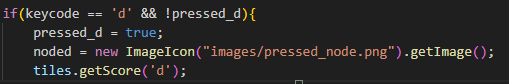 if(keycode == 'd' && !pressed_d){
pressed_d = true;
noded = new ImageIcon("images/pressed_node.png").getImage();
tiles.getScore('d');